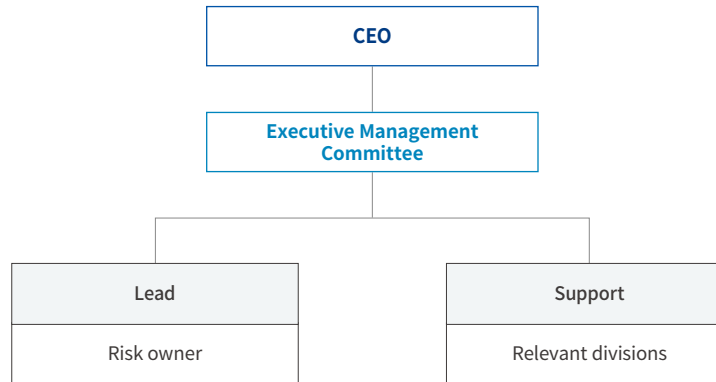 CEO
Executive Management
Committee
Lead
Support
Risk owner
Relevant divisions